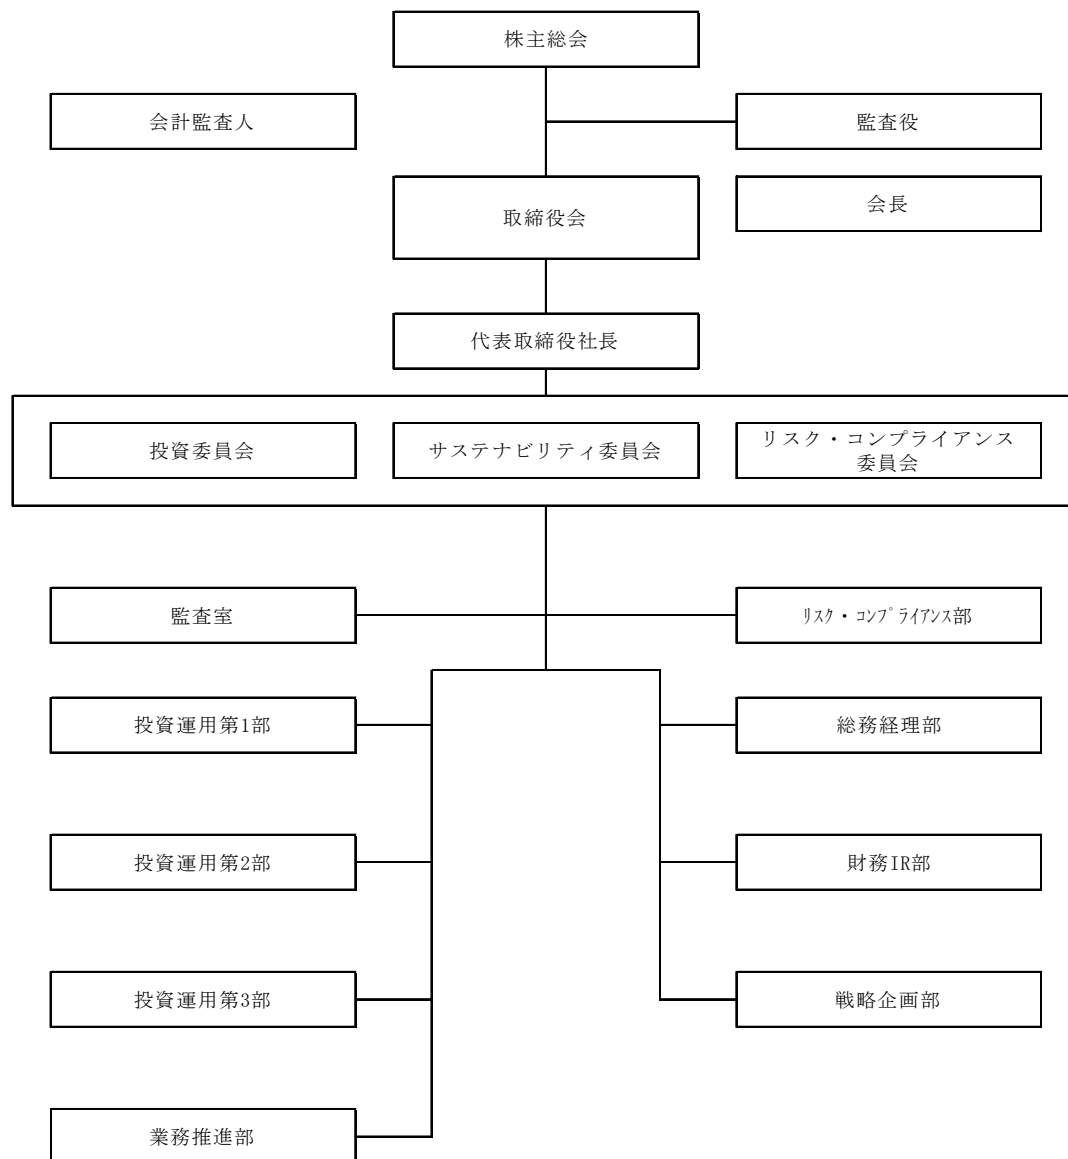 株主総会
会計監査人
監査役
取締役会
会長
代表取締役社長
投資委員会
サステナビリティ委員会
リスク・コンプライアンス
委員会
監査室
ﾘｽｸ・ｺﾝﾌﾟﾗｲｱﾝｽ部
投資運用第1部
総務経理部
投資運用第2部
財務IR部
投資運用第3部
戦略企画部
業務推進部